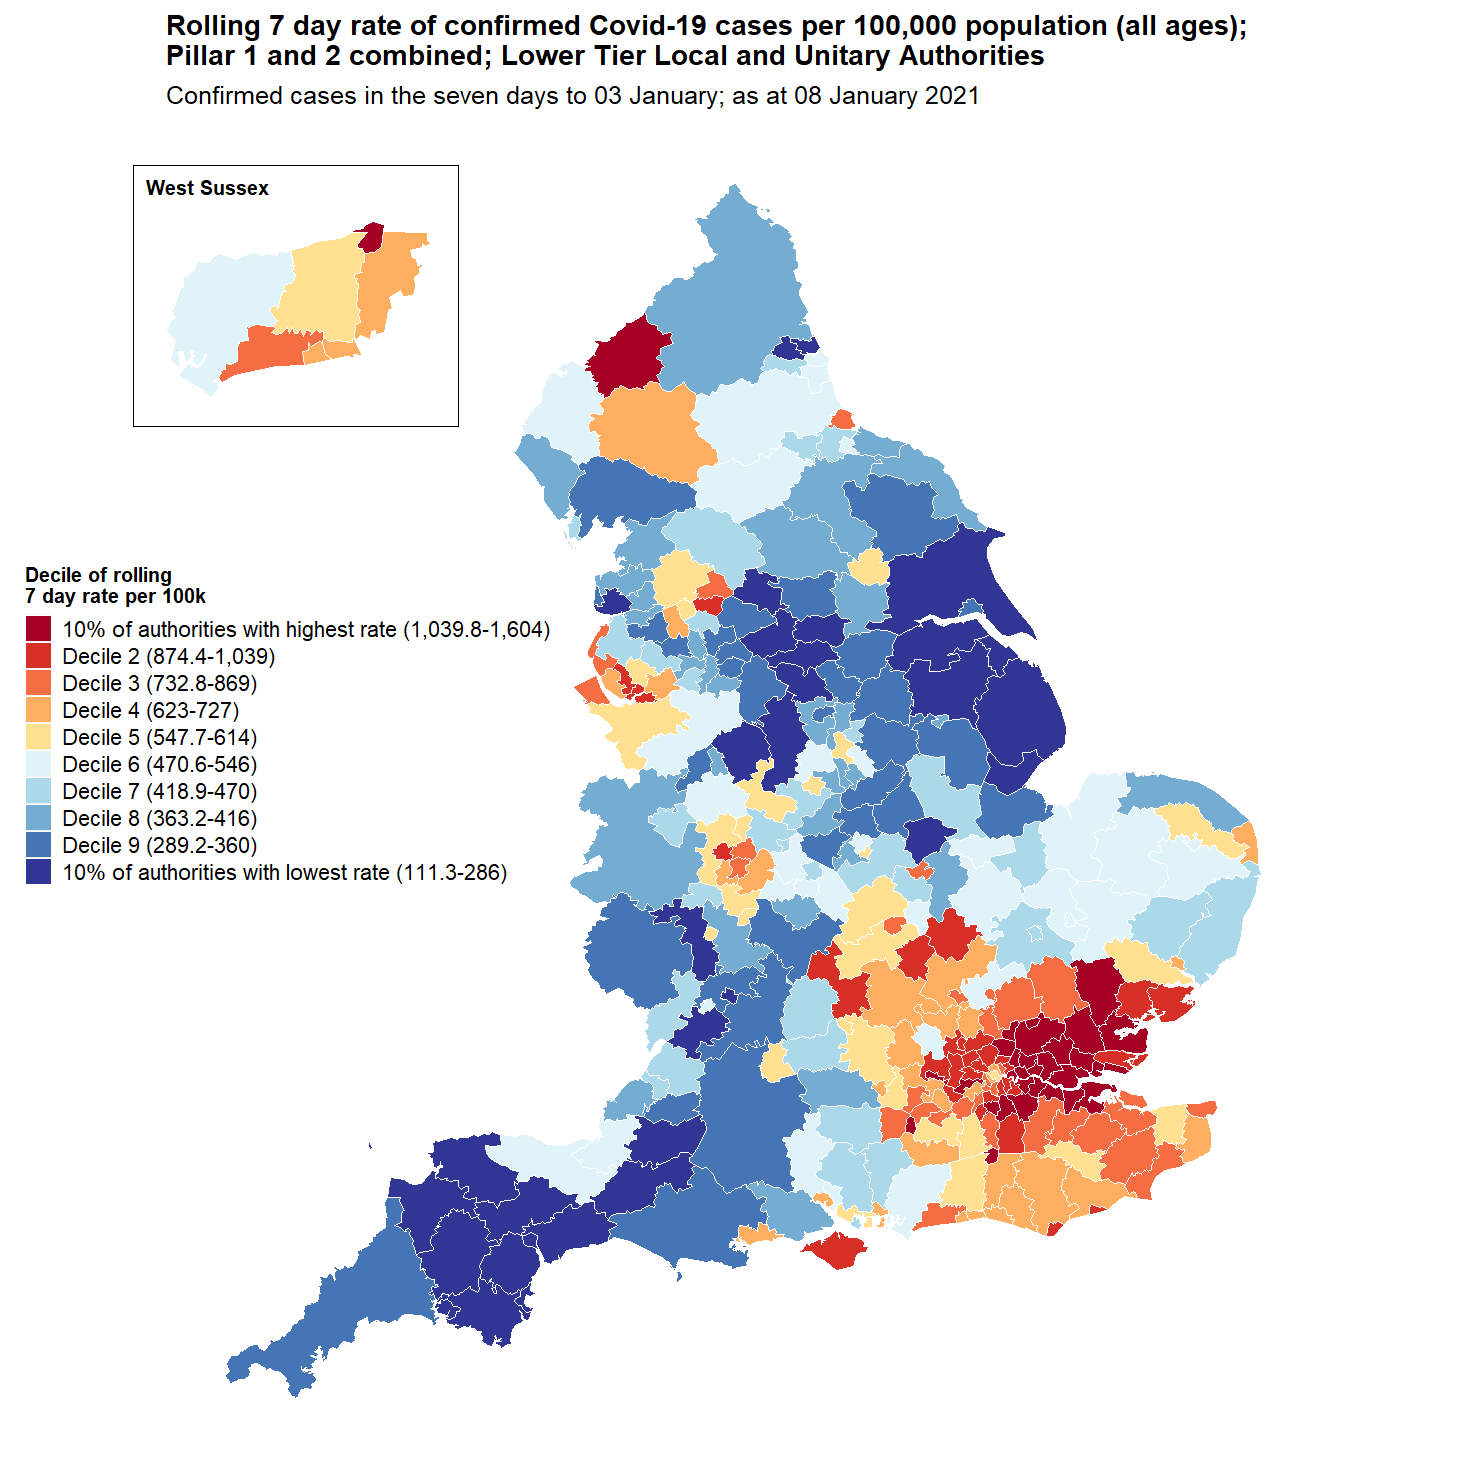 Rolling 7 day rate of confirmed Covid-19 cases per 100,000 population (all ages);
Pillar 1 and 2 combined; Lower Tier Local and Unitary Authorities
Confirmed cases in the seven days to 03 January; as at 08 January 2021
West Sussex
Decile of rolling
7 day rate per 100k
10% of authorities with highest rate (1,039.8-1,604)
Decile 2 (874.4-1,039)
Decile 3 (732.8-869)
Decile 4 (623-727)
Decile 5 (547.7-614)
Decile 6 (470.6-546)
Decile 7 (418.9-470)
Decile 8 (363.2-416)
Decile 9 (289.2-360)
10% of authorities with lowest rate (111.3-286)